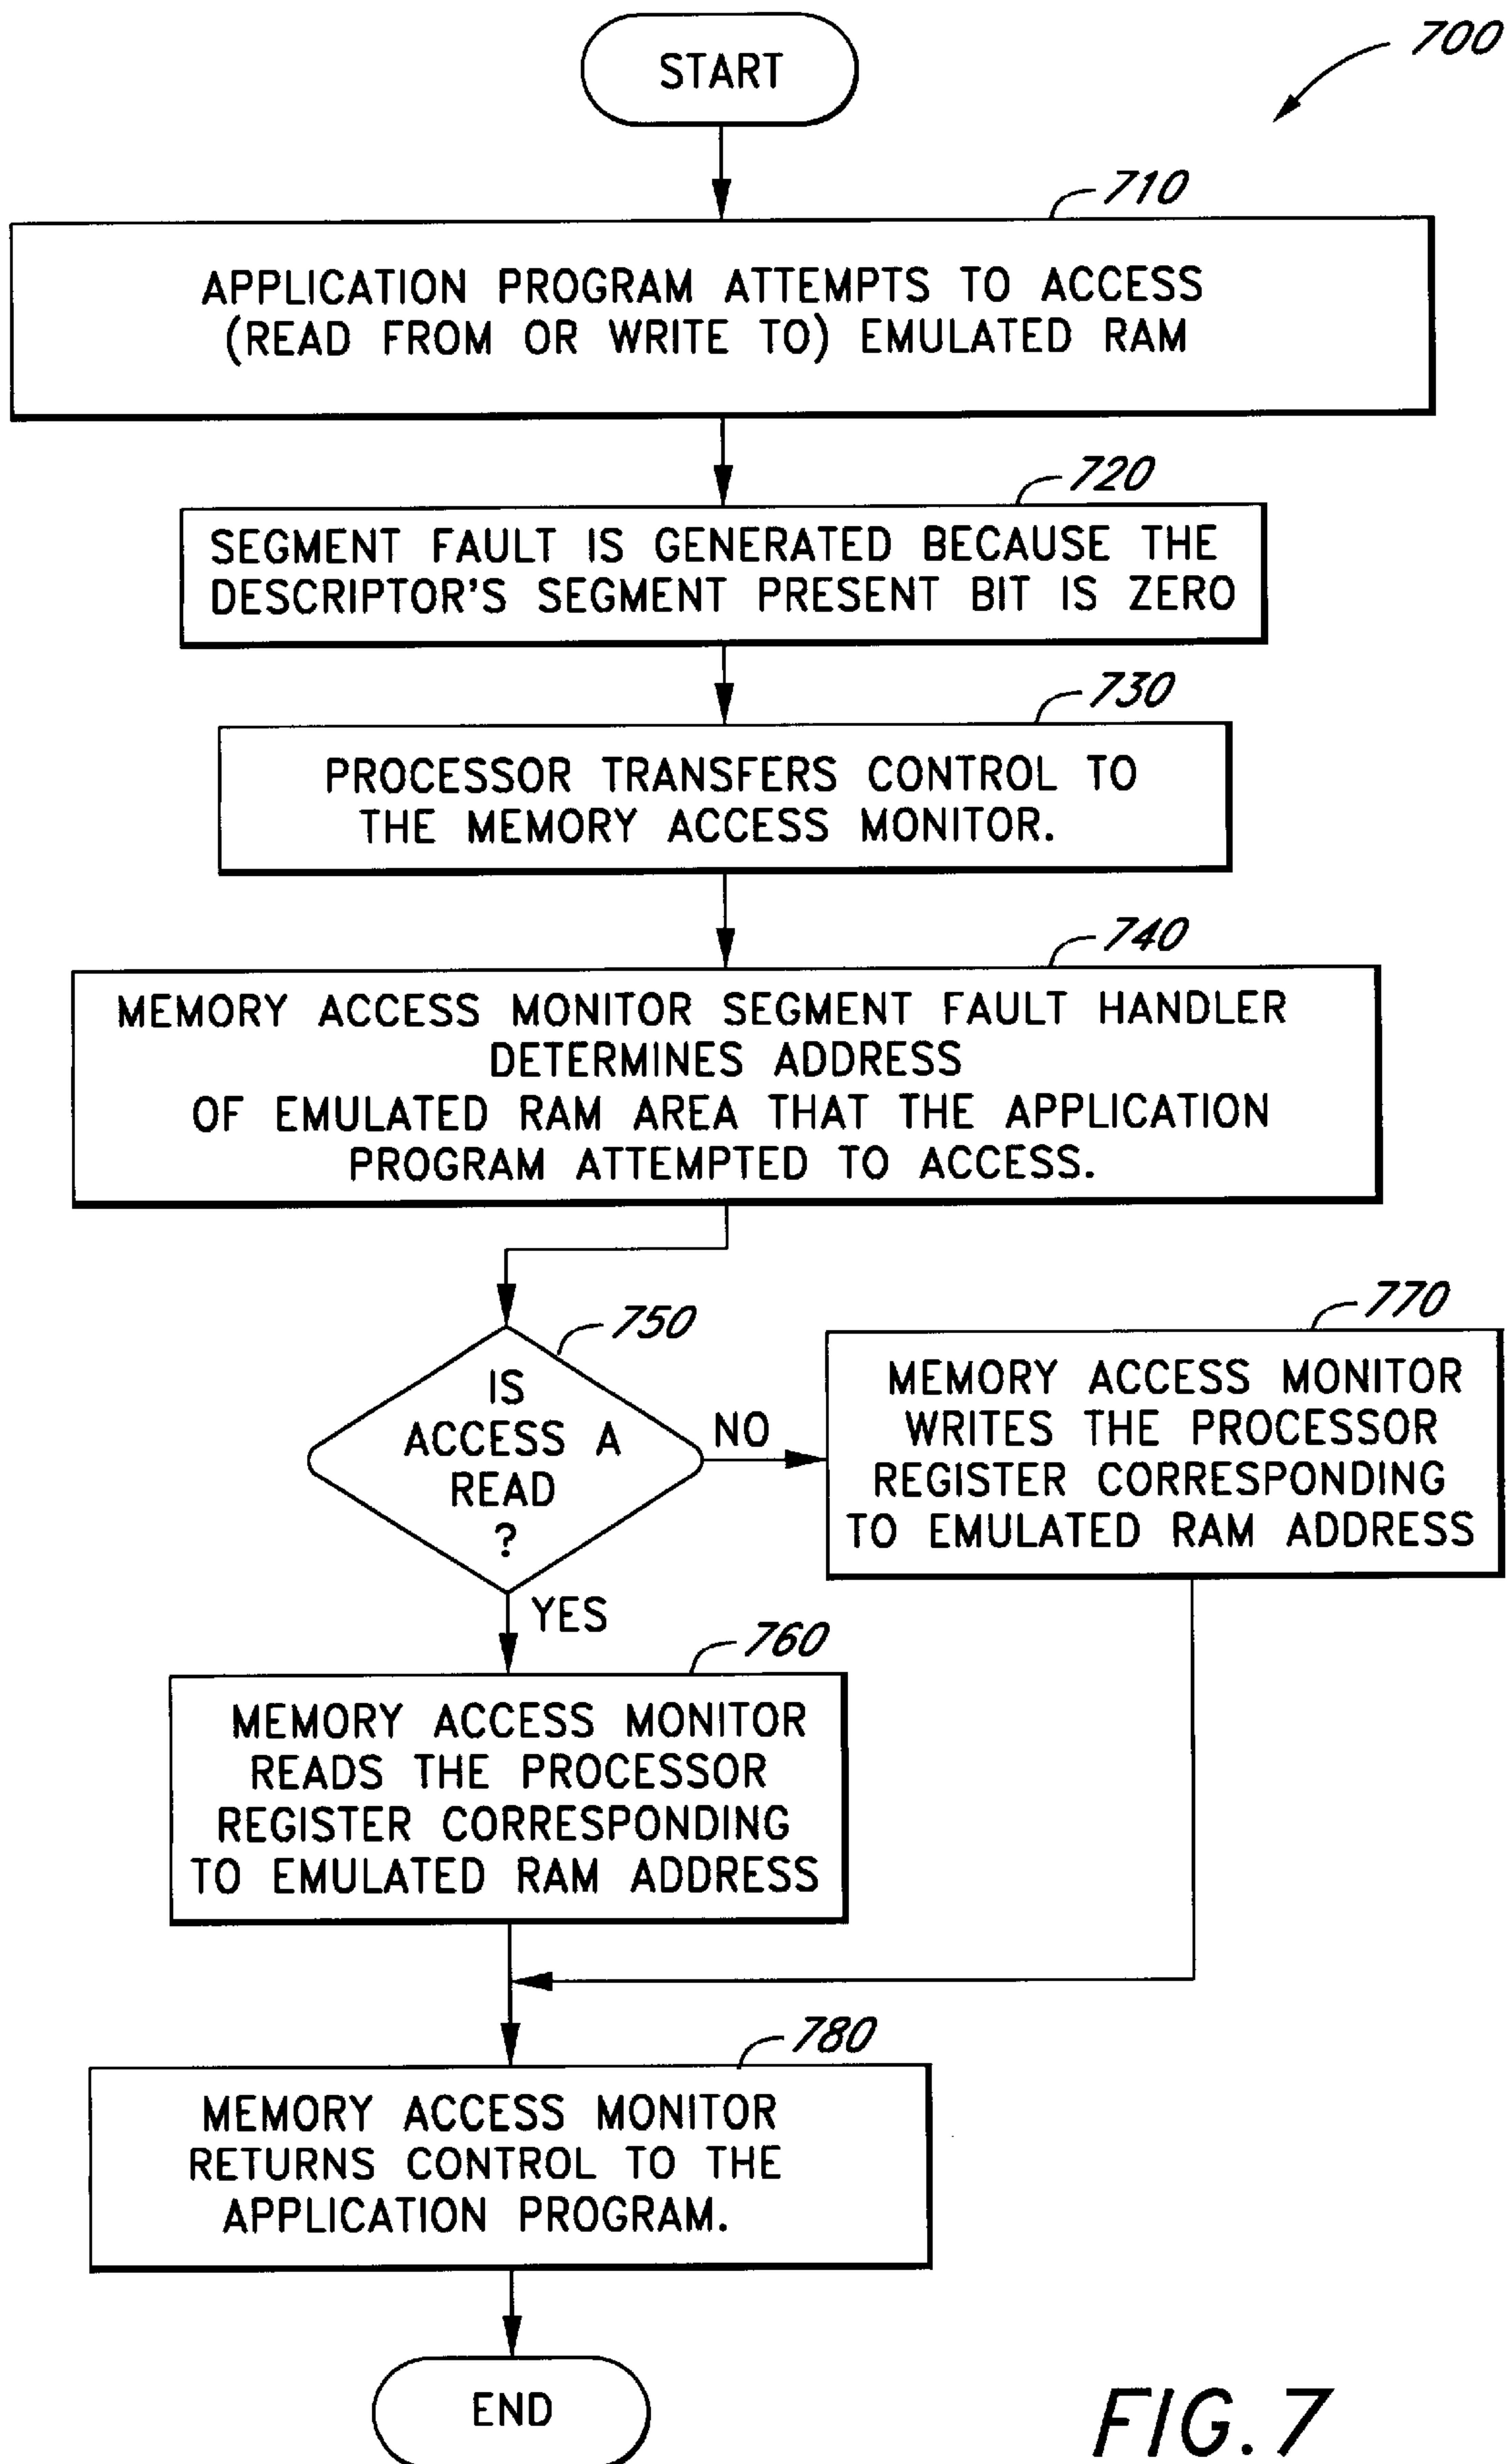 START
700
710
APPLICATION PROGRAM ATTEMPTS TO ACCESS
(READ FROM OR WRITE TO) EMULATED RAM
720
SEGMENT FAULT IS GENERATED BECAUSE THE
DESCRIPTOR'S SEGMENT PRESENT BIT IS ZERO
730
PROCESSOR TRANSFERS CONTROL TO
THE MEMORY ACCESS MONITOR.
740
MEMORY ACCESS MONITOR SEGMENT FAULT HANDLER
DETERMINES ADDRESS
OF EMULATED RAM AREA THAT THE APPLICATION
PROGRAM ATTEMPTED TO ACCESS.
750
IS
ACCESS A
READ
?
NO
YES
770
MEMORY ACCESS MONITOR
WRITES THE PROCESSOR
REGISTER CORRESPONDING
TO EMULATED RAM ADDRESS
760
MEMORY ACCESS MONITOR
READS THE PROCESSOR
REGISTER CORRESPONDING
TO EMULATED RAM ADDRESS
780
MEMORY ACCESS MONITOR
RETURNS CONTROL TO THE
APPLICATION PROGRAM.
END
FIG. 7